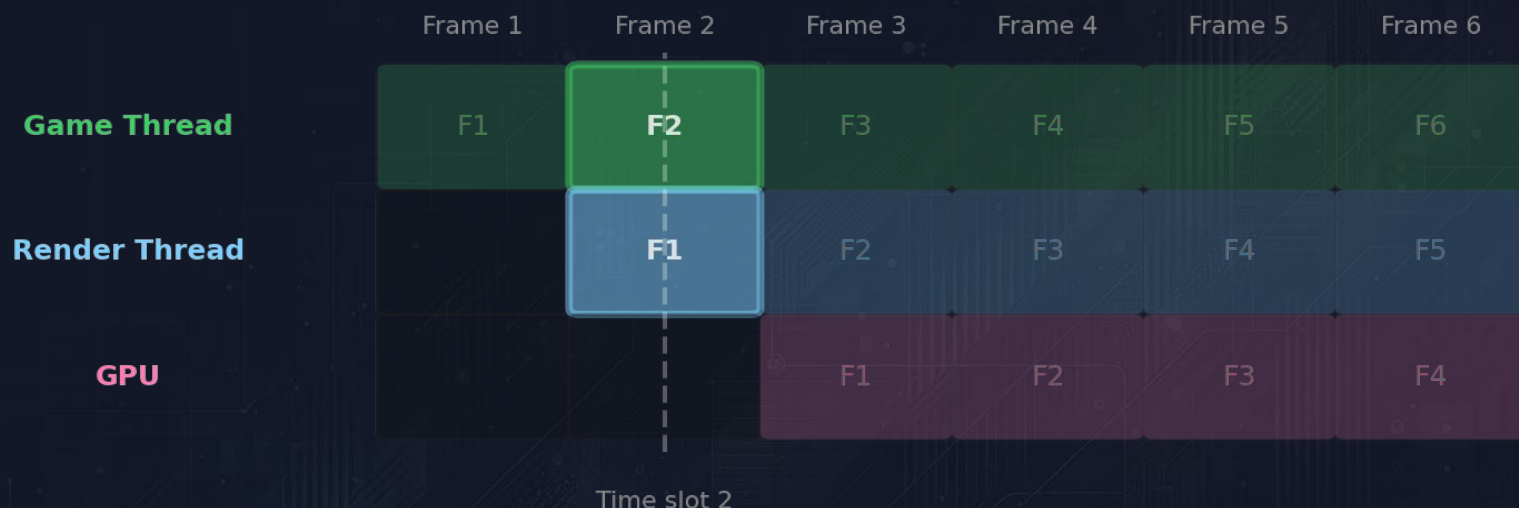 Frame 1 Frame 2 Frame 3 Frame 4 Frame 5 Frame 6
Game Thread F1 F2 F3 F4 F5 F6
Render Thread F1 F2 F3 F4 F5
GPU F1 F2 F3 F4
Time slot 2